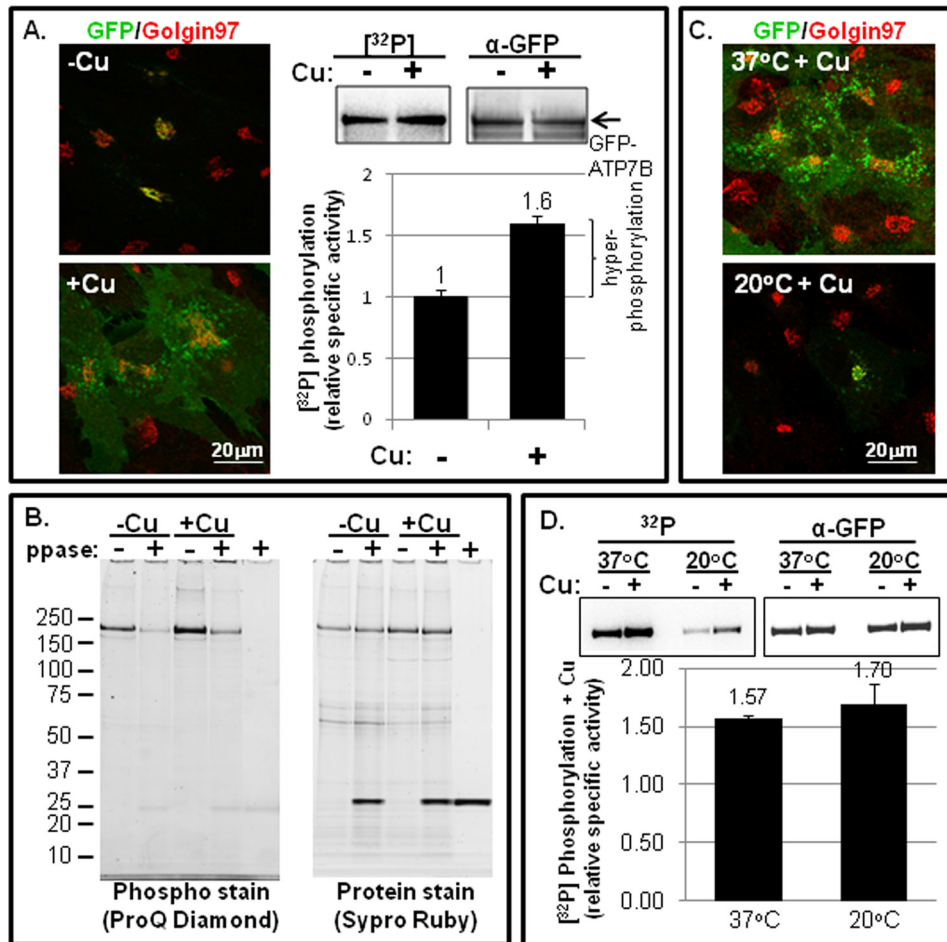 A.
GFP/Golgin97
-Cu
+Cu
20µm
[³²P] α-GFP
Cu: - + - +
GFP-
ATP7B
[³²P] phosphorylation
(relative specific activity)
2
1.5
1
0.5
0
1
1.6
hyper-
phosphorylation
Cu: - +
C.
GFP/Golgin97
37°C + Cu
20°C + Cu
20µm
B.
-Cu +Cu -Cu +Cu
ppase: - + - + + - + - + +
250
150
100
75
50
37
25
20
10
Phospho stain
(ProQ Diamond)
Protein stain
(Sypro Ruby)
D.
³²P α-GFP
37°C 20°C 37°C 20°C
Cu: - + - + - + - +
[³²P] Phosphorylation + Cu
(relative specific activity)
2.00
1.50
1.00
0.50
0.00
1.57
1.70
37°C 20°C